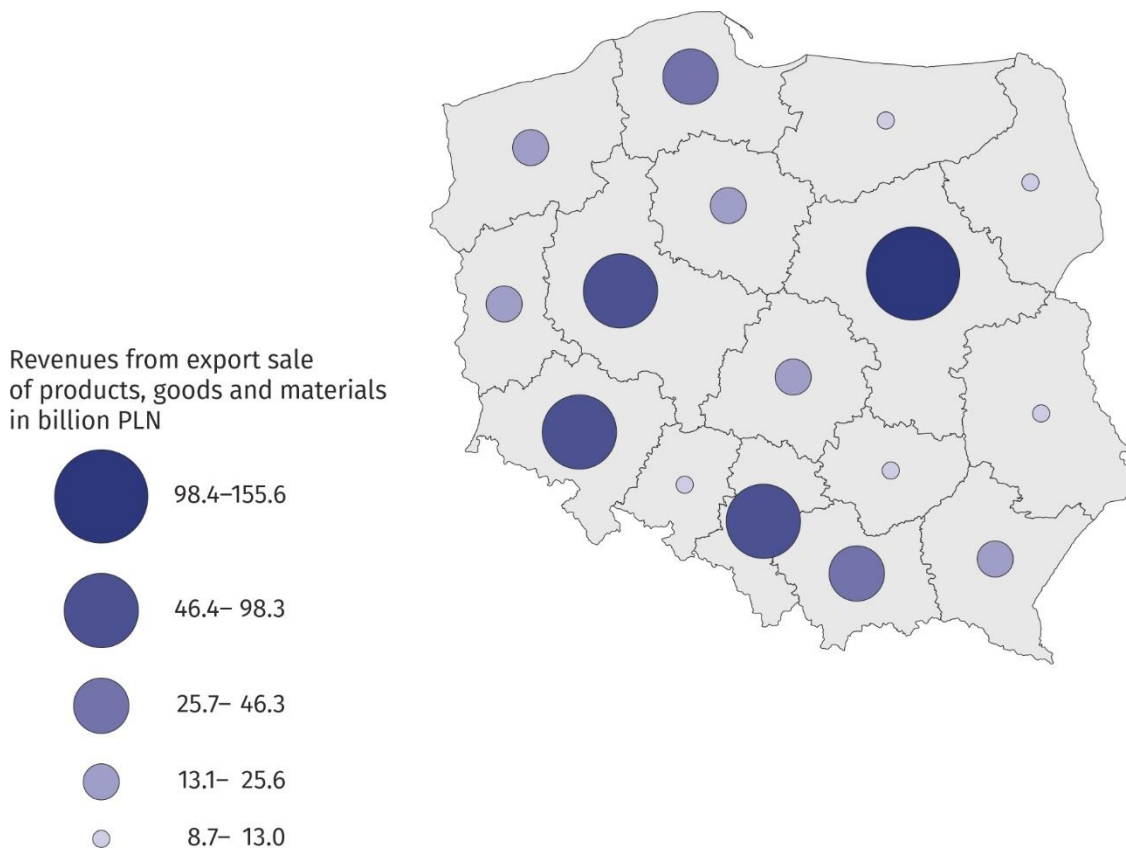 Revenues from export sale
of products, goods and materials
in billion PLN
98.4–155.6
46.4– 98.3
25.7– 46.3
13.1– 25.6
8.7– 13.0